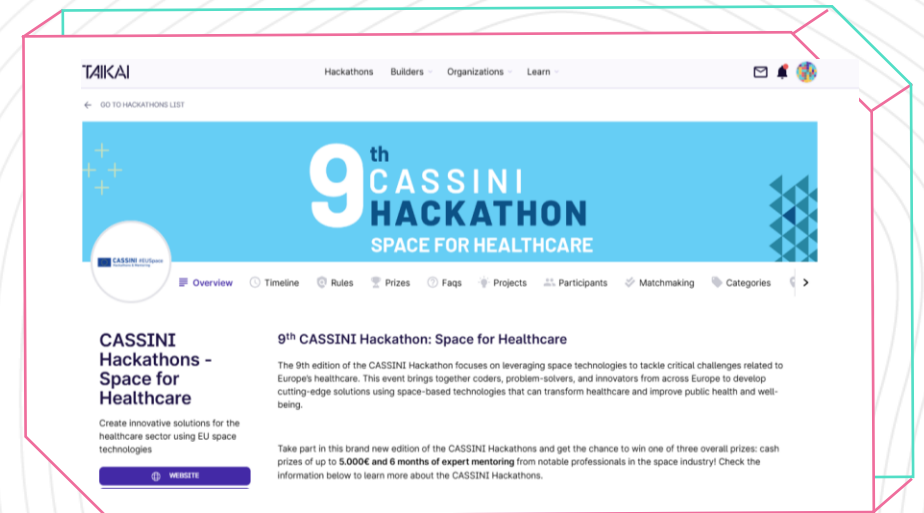 TAIKAI
Hackathons Builders Organizations Learn
GO TO HACKATHONS LIST
9th
CASSINI
HACKATHON
SPACE FOR HEALTHCARE
CASSINI #EUSpace
Overview Timeline Rules Prizes Faqs Projects Participants Matchmaking Categories
CASSINI
Hackathons -
Space for
Healthcare
Create innovative solutions for the
healthcare sector using EU space
technologies
WEBSITE
9th CASSINI Hackathon: Space for Healthcare
The 9th edition of the CASSINI Hackathon focuses on leveraging space technologies to tackle critical challenges related to
Europe's healthcare. This event brings together coders, problem-solvers, and innovators from across Europe to develop
cutting-edge solutions using space-based technologies that can transform healthcare and improve public health and well-
being.
Take part in this brand new edition of the CASSINI Hackathons and get the chance to win one of three overall prizes: cash
prizes of up to 5.000€ and 6 months of expert mentoring from notable professionals in the space industry! Check the
information below to learn more about the CASSINI Hackathons.